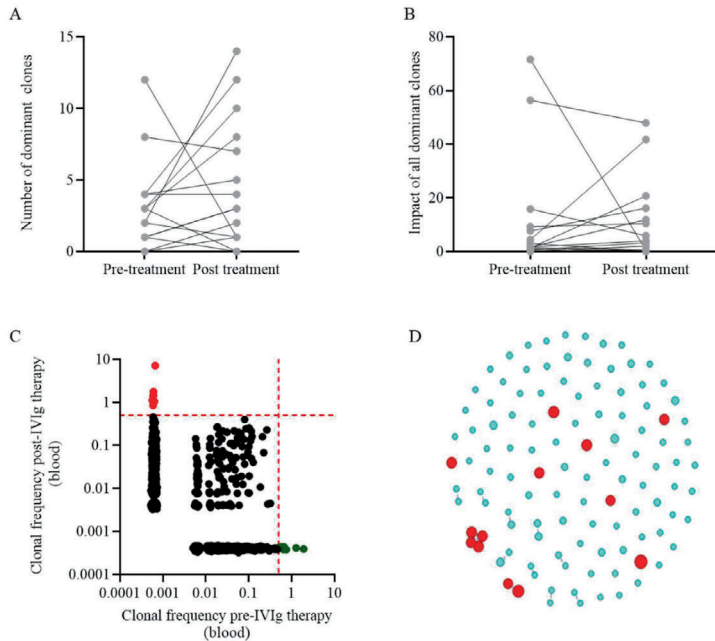 A
B
15
10
5
0
Number of dominant clones
Pre-treatment Post treatment
80
60
40
20
0
Impact of all dominant clones
Pre-treatment Post treatment
C
D
10
1
0.1
0.01
0.001
0.0001
Clonal frequency post-IVIg therapy
(blood)
0.0001 0.001 0.01 0.1 1 10
Clonal frequency pre-IVIg therapy
(blood)